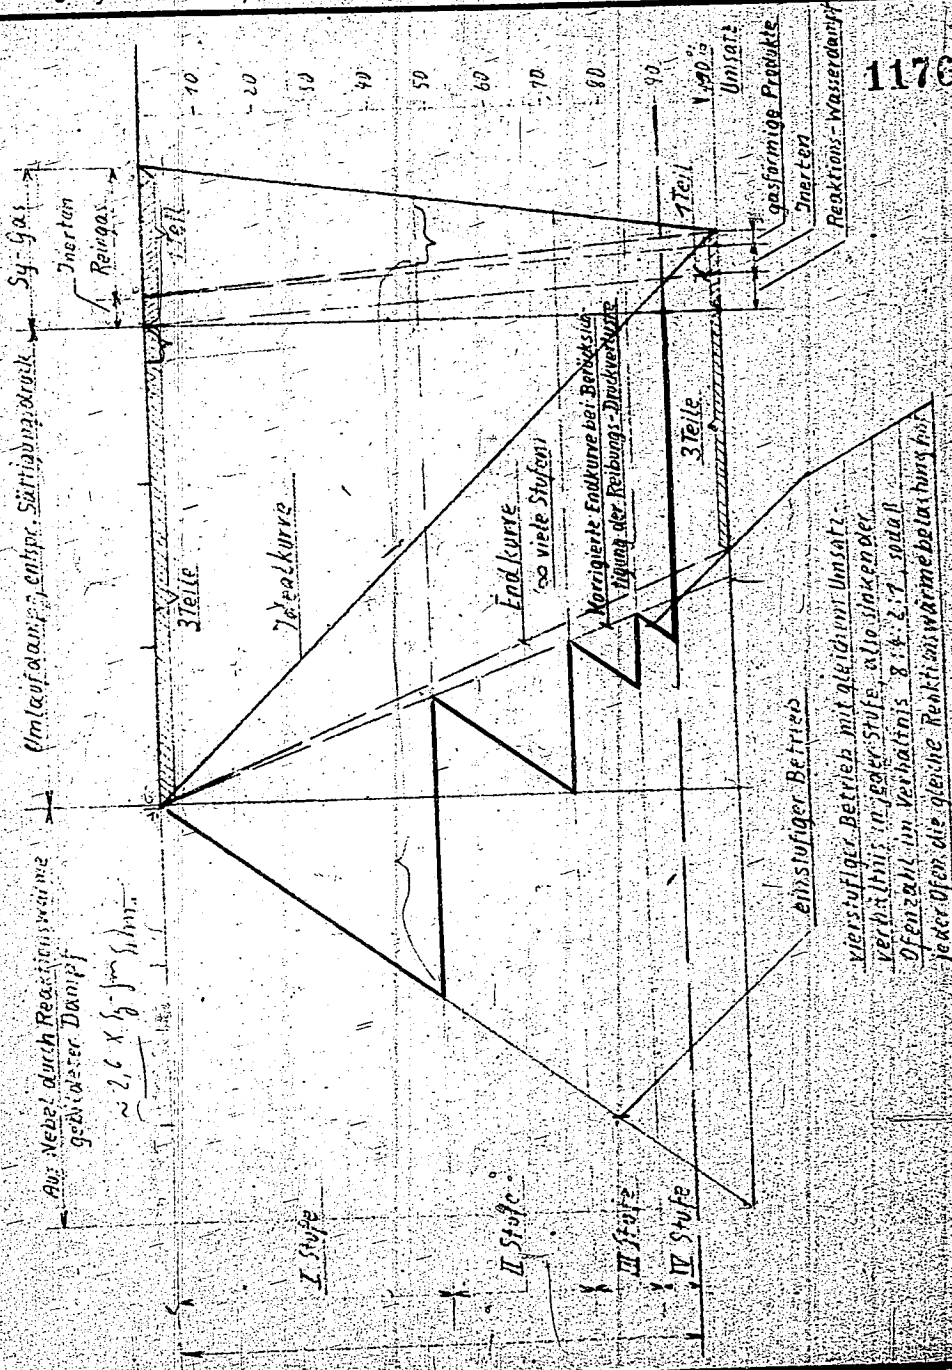 Aus Nebel durch Reaktionswärme
gebildeter Dampf
Umlaufdampf, entspr. Sättigungsdruck
Sy-Gas
Inerten
Reingas
3 Teile
1 Teil
10
20
30
40
50
60
70
80
90
100 %
Umsatz
1176
Idealkurve
Endkurve
∞ viele Stufen
Korrigierte Endkurve bei Berücksich-
tigung der Reibungs-Druckverluste
3 Teile
1 Teil
gasförmige Produkte
Inerten
Reaktions-Wasserdampf
I Stufe
II Stufe
III Stufe
IV Stufe
einstufiger Betrieb
vierstufiger Betrieb mit gleichem Umsatz-
verhältnis in jeder Stufe, also sinkender
Ofenzahl im Verhältnis 8:4:2:1, sodaß
jeder Ofen die gleiche Reaktionswärmebelastung hat